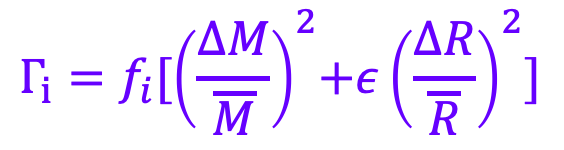 Γᵢ = fᵢ[(ΔM/M̅)² + ϵ(ΔR/R̅)²]